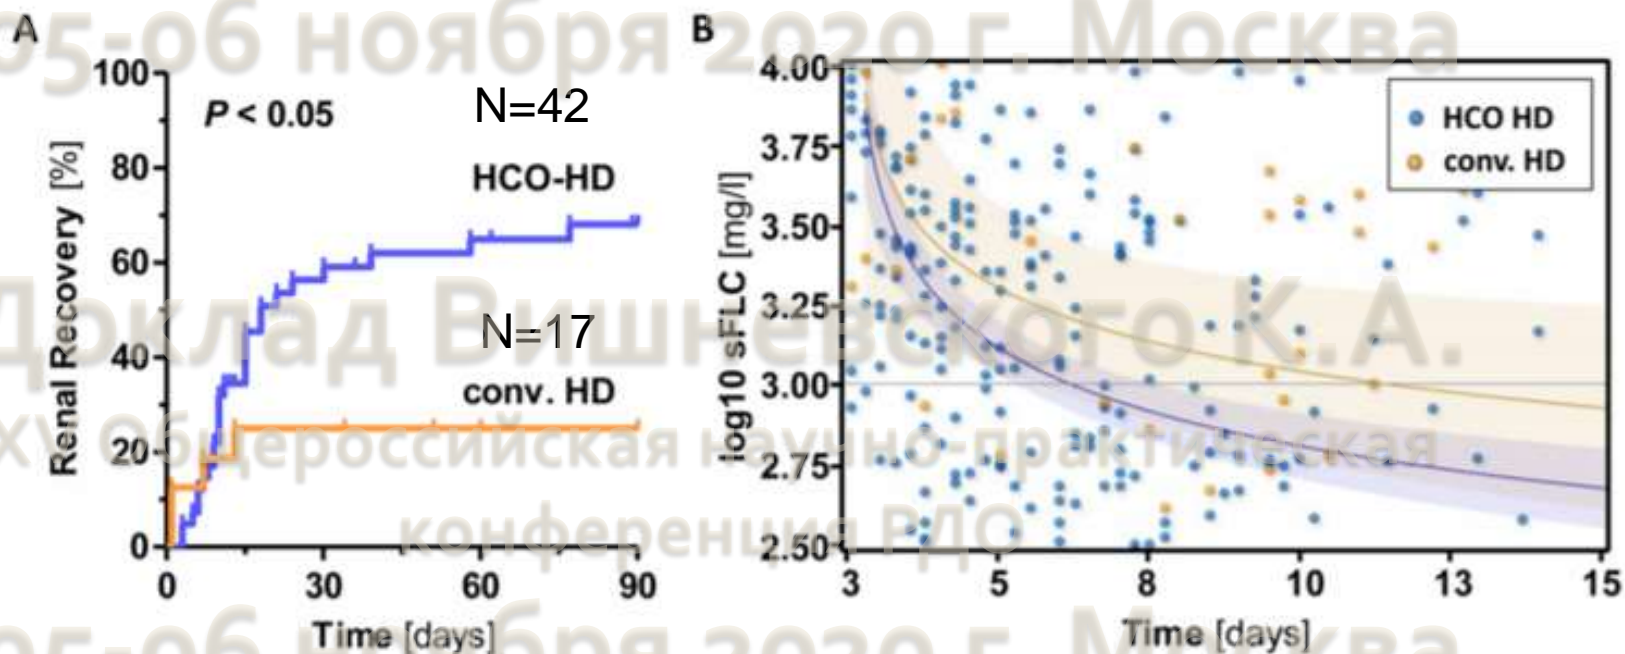 05-06 ноября 2020 г. Москва
A
B
100
80
60
40
20
0
Renal Recovery [%]
P < 0.05
N=42
HCO-HD
N=17
conv. HD
0 30 60 90
Time [days]
4.00
3.75
3.50
3.25
3.00
2.75
2.50
log10 sFLC [mg/l]
HCO HD
conv. HD
3 5 8 10 13 15
Time [days]
Доклад Вишневского К.А.
XV Общероссийская научно-практическая
конференция РДО
05-06 ноября 2020 г. Москва